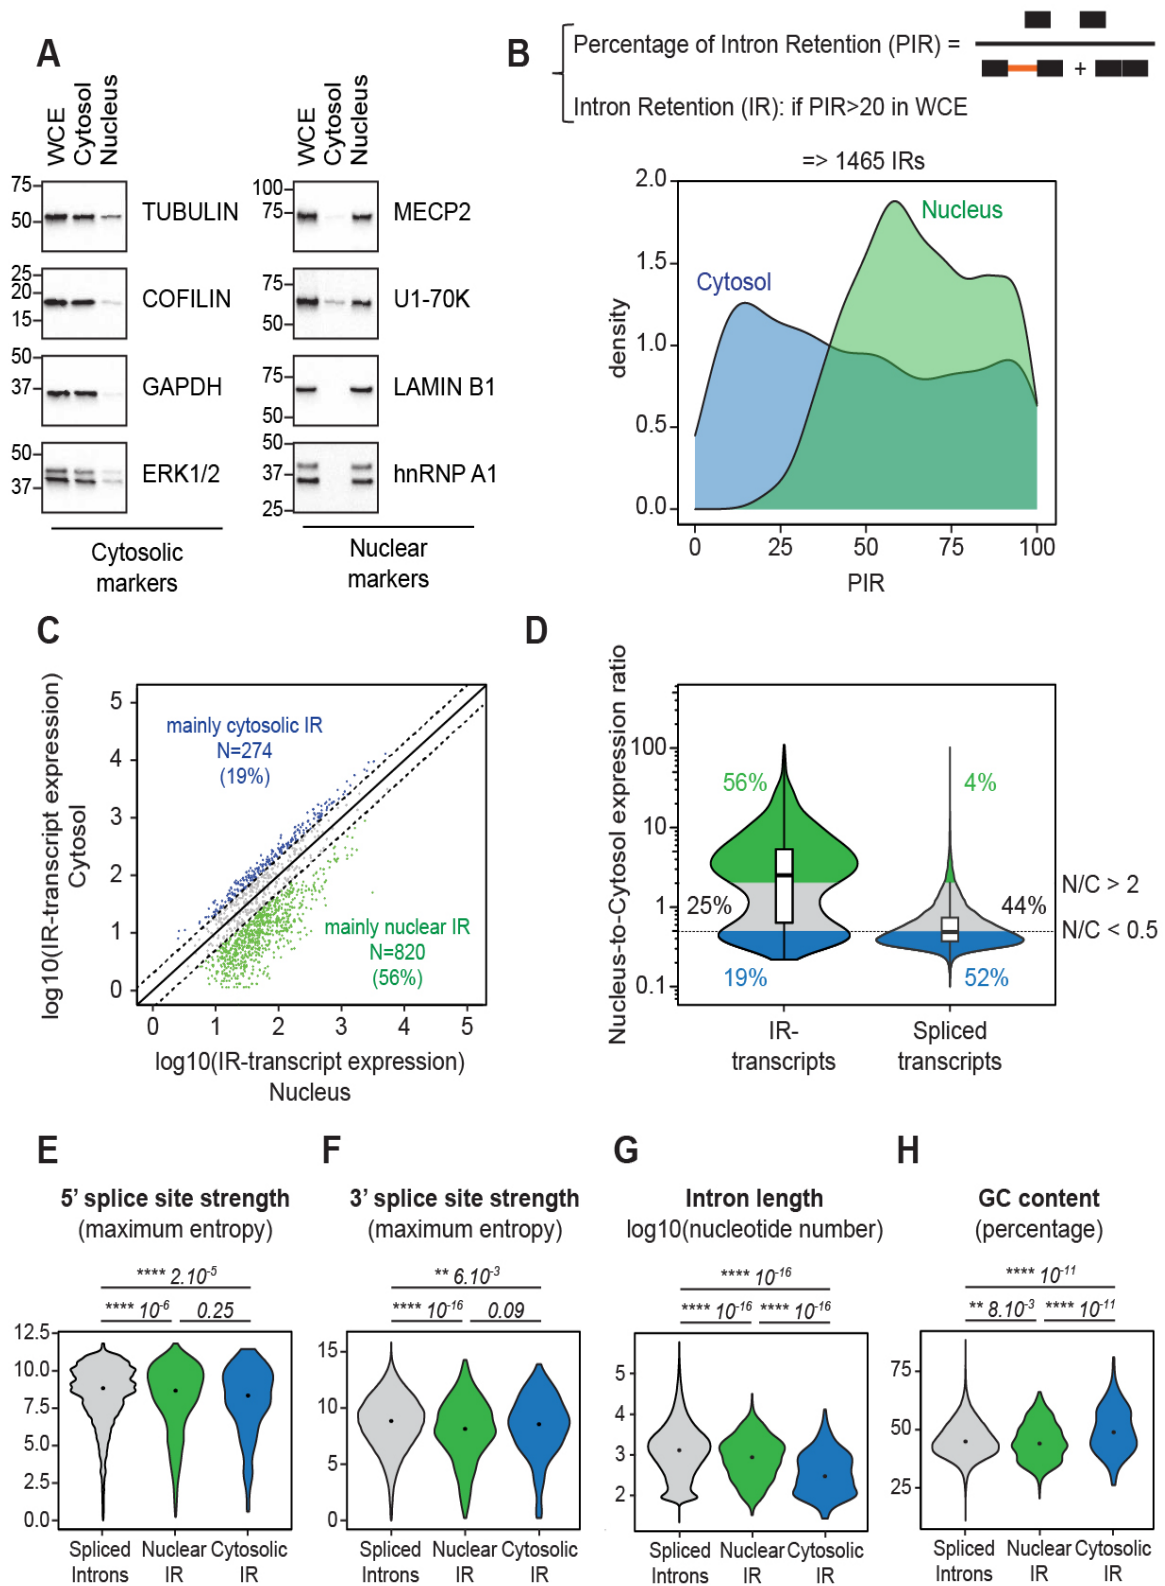 A
WCE
Cytosol
Nucleus
75
50
TUBULIN
25
20
15
COFILIN
50
37
GAPDH
50
37
ERK1/2
Cytosolic
markers
WCE
Cytosol
Nucleus
100
75
MECP2
75
50
U1-70K
75
50
LAMIN B1
50
37
25
hnRNP A1
Nuclear
markers
B
Percentage of Intron Retention (PIR) =
+
Intron Retention (IR): if PIR>20 in WCE
=> 1465 IRs
density
2.0
1.5
1.0
0.5
0.0
Cytosol
Nucleus
0 25 50 75 100
PIR
C
log10(IR-transcript expression)
Cytosol
5
4
3
2
1
0
mainly cytosolic IR
N=274
(19%)
mainly nuclear IR
N=820
(56%)
0 1 2 3 4 5
log10(IR-transcript expression)
Nucleus
D
Nucleus-to-Cytosol expression ratio
100
10
1
0.1
56%
4%
25%
44%
19%
52%
N/C > 2
N/C < 0.5
IR-
transcripts
Spliced
transcripts
E
5’ splice site strength
(maximum entropy)
**** 2.10⁻⁵
**** 10⁻⁶ 0.25
12.5
10.0
7.5
5.0
2.5
0.0
Spliced Nuclear Cytosolic
Introns IR IR
F
3’ splice site strength
(maximum entropy)
** 6.10⁻³
**** 10⁻¹⁶ 0.09
15
10
5
0
Spliced Nuclear Cytosolic
Introns IR IR
G
Intron length
log10(nucleotide number)
**** 10⁻¹⁶
**** 10⁻¹⁶ **** 10⁻¹⁶
5
4
3
2
Spliced Nuclear Cytosolic
Introns IR IR
H
GC content
(percentage)
**** 10⁻¹¹
** 8.10⁻³ **** 10⁻¹¹
75
50
25
Spliced Nuclear Cytosolic
Introns IR IR